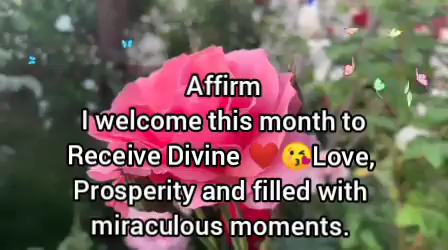 Affirm
I welcome this month to
Receive Divine ❤️😘Love,
Prosperity and filled with
miraculous moments.